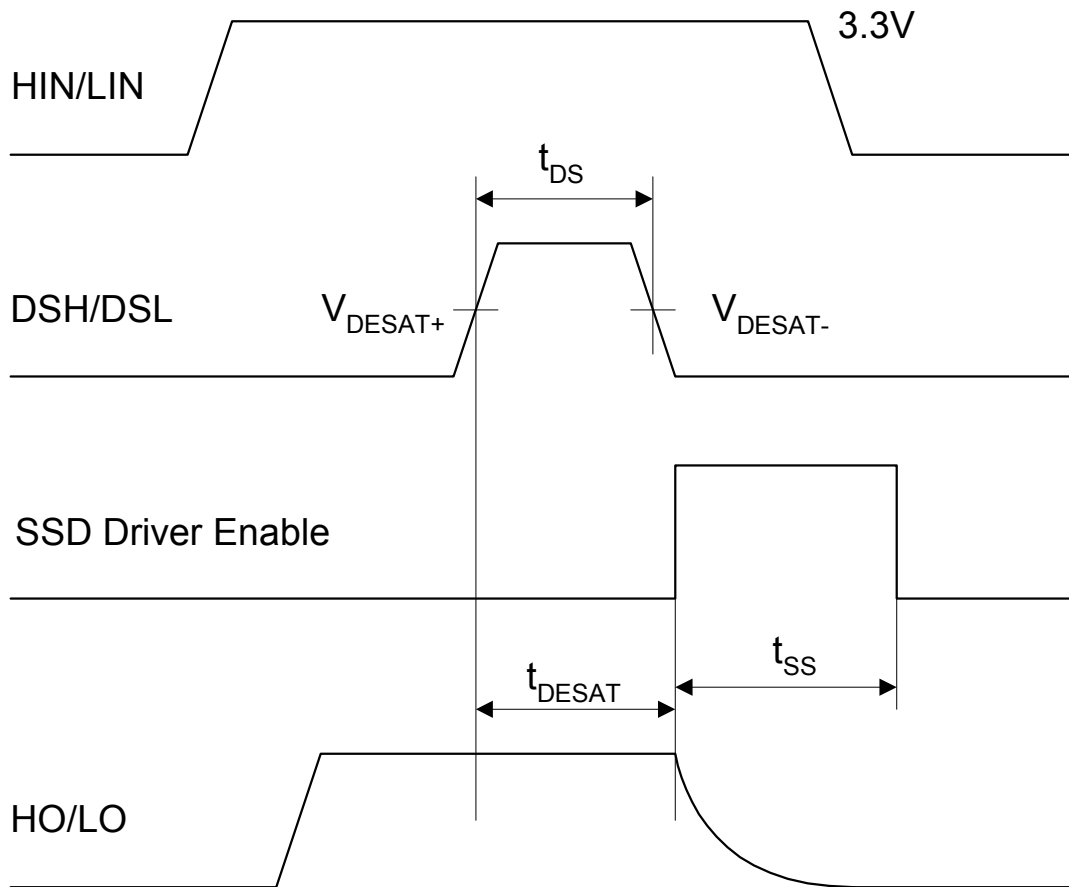 3.3V
HIN/LIN
tDS
DSH/DSL
VDESAT+
VDESAT-
SSD Driver Enable
tSS
tDESAT
HO/LO